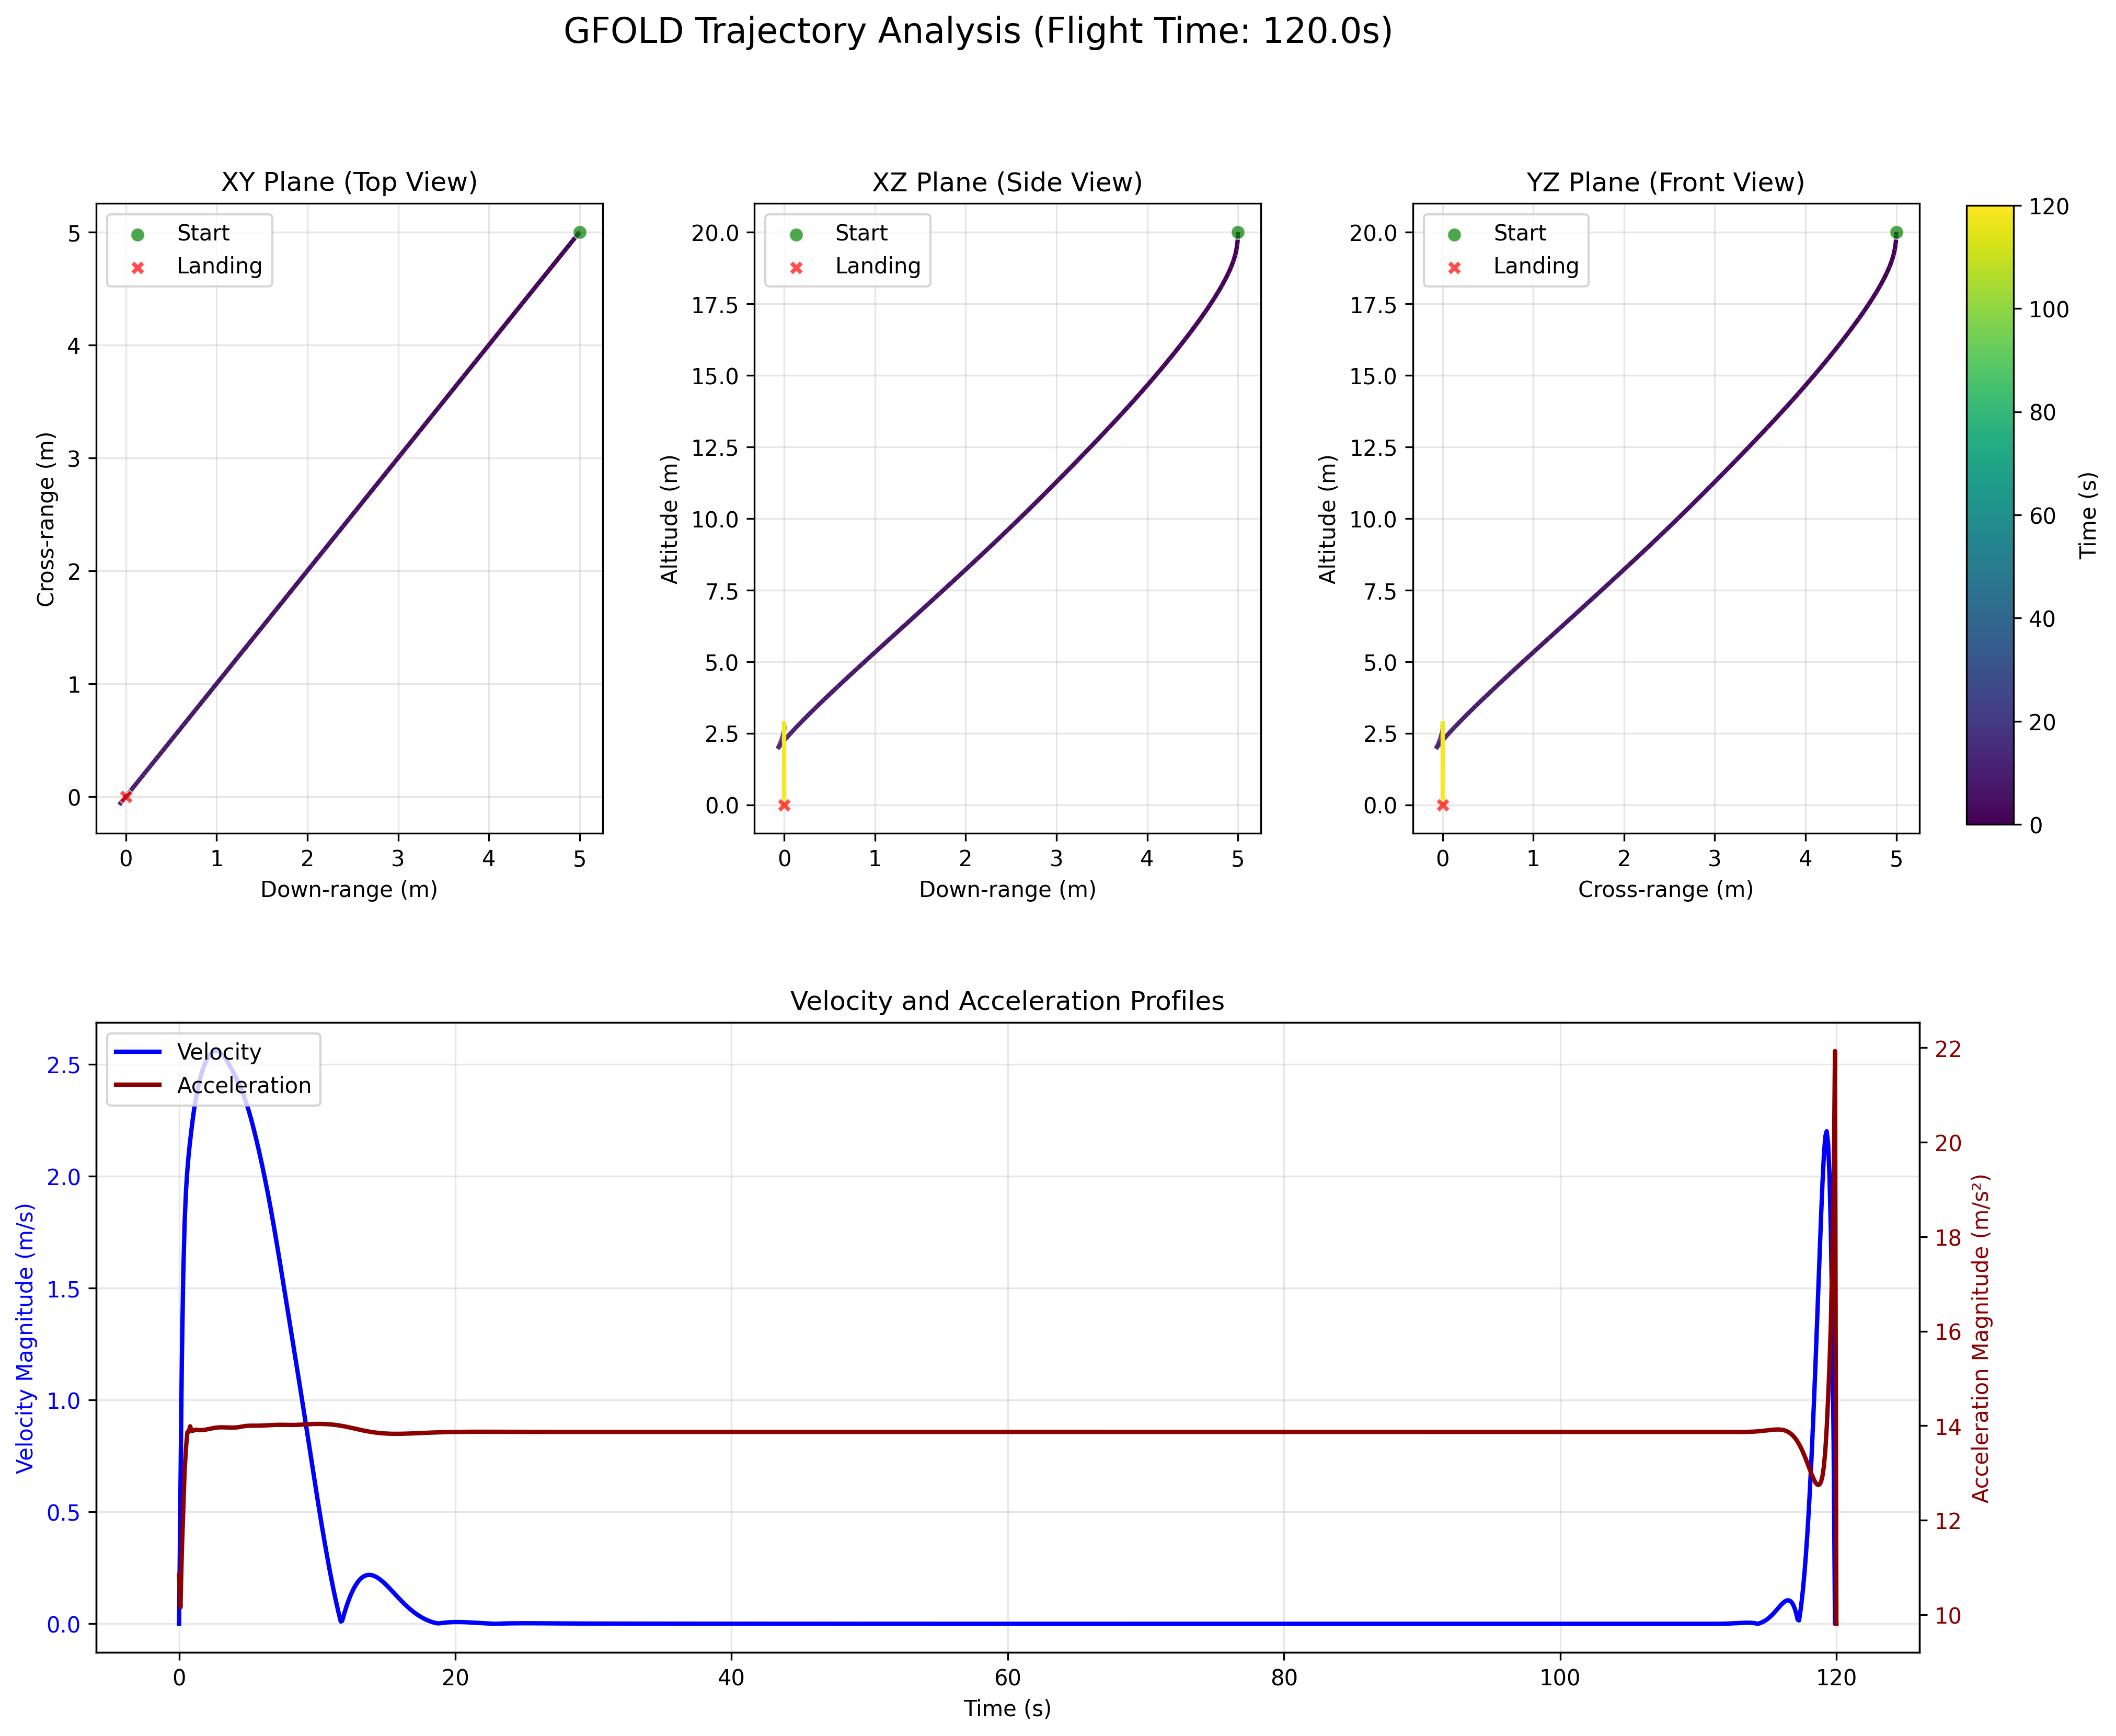 GFOLD Trajectory Analysis (Flight Time: 120.0s)
XY Plane (Top View)
Start
Landing
5
4
3
2
1
0
Cross-range (m)
0 1 2 3 4 5
Down-range (m)
XZ Plane (Side View)
Start
Landing
20.0
17.5
15.0
12.5
10.0
7.5
5.0
2.5
0.0
Altitude (m)
0 1 2 3 4 5
Down-range (m)
YZ Plane (Front View)
Start
Landing
20.0
17.5
15.0
12.5
10.0
7.5
5.0
2.5
0.0
Altitude (m)
0 1 2 3 4 5
Cross-range (m)
120
100
80
60
40
20
0
Time (s)
Velocity and Acceleration Profiles
Velocity
Acceleration
2.5
2.0
1.5
1.0
0.5
0.0
Velocity Magnitude (m/s)
22
20
18
16
14
12
10
Acceleration Magnitude (m/s²)
0 20 40 60 80 100 120
Time (s)